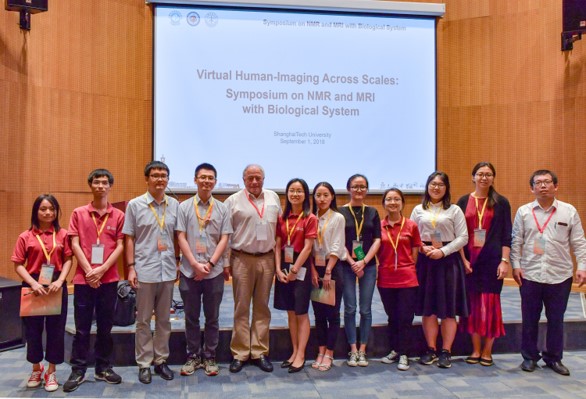 Symposium on NMR and MRI with Biological System
Virtual Human-Imaging Across Scales:
Symposium on NMR and MRI
with Biological System
ShanghaiTech University
September 1, 2018